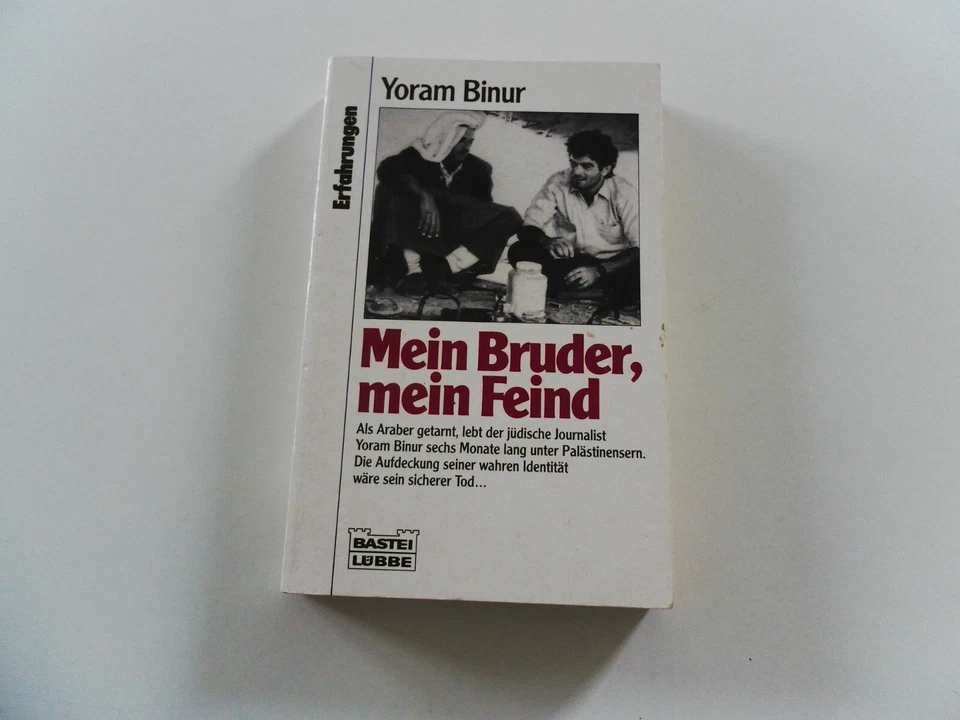 Yoram Binur
Erfahrungen
Mein Bruder,
mein Feind
Als Araber getarnt, lebt der jüdische Journalist
Yoram Binur sechs Monate lang unter Palästinensern.
Die Aufdeckung seiner wahren Identität
wäre sein sicherer Tod...
BASTEI
LÜBBE